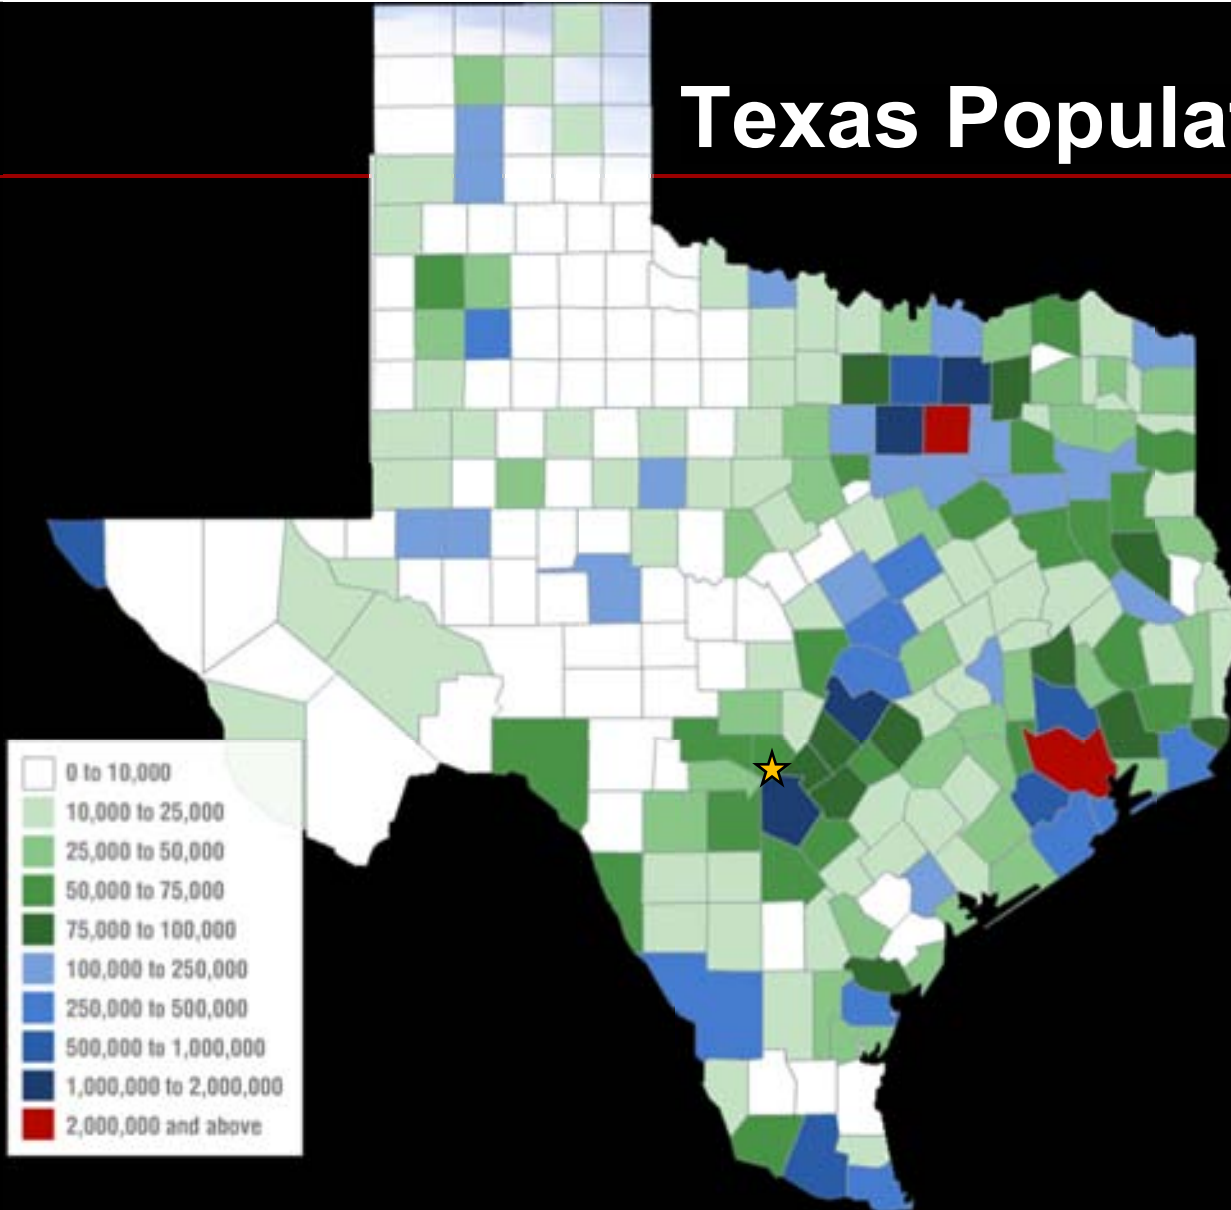 Texas Popula
0 to 10,000
10,000 to 25,000
25,000 to 50,000
50,000 to 75,000
75,000 to 100,000
100,000 to 250,000
250,000 to 500,000
500,000 to 1,000,000
1,000,000 to 2,000,000
2,000,000 and above